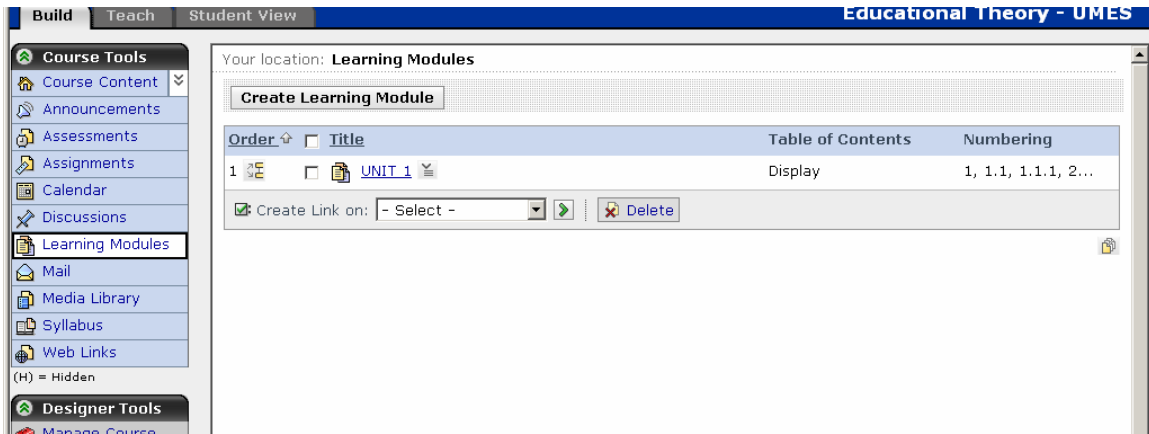 Build Teach Student View Educational Theory - UMES
Course Tools
Course Content
Announcements
Assessments
Assignments
Calendar
Discussions
Learning Modules
Mail
Media Library
Syllabus
Web Links
(H) = Hidden
Designer Tools
Manage Course
Your location: Learning Modules
Create Learning Module
Order Title Table of Contents Numbering
1 UNIT 1 Display 1, 1.1, 1.1.1, 2...
Create Link on: - Select - Delete